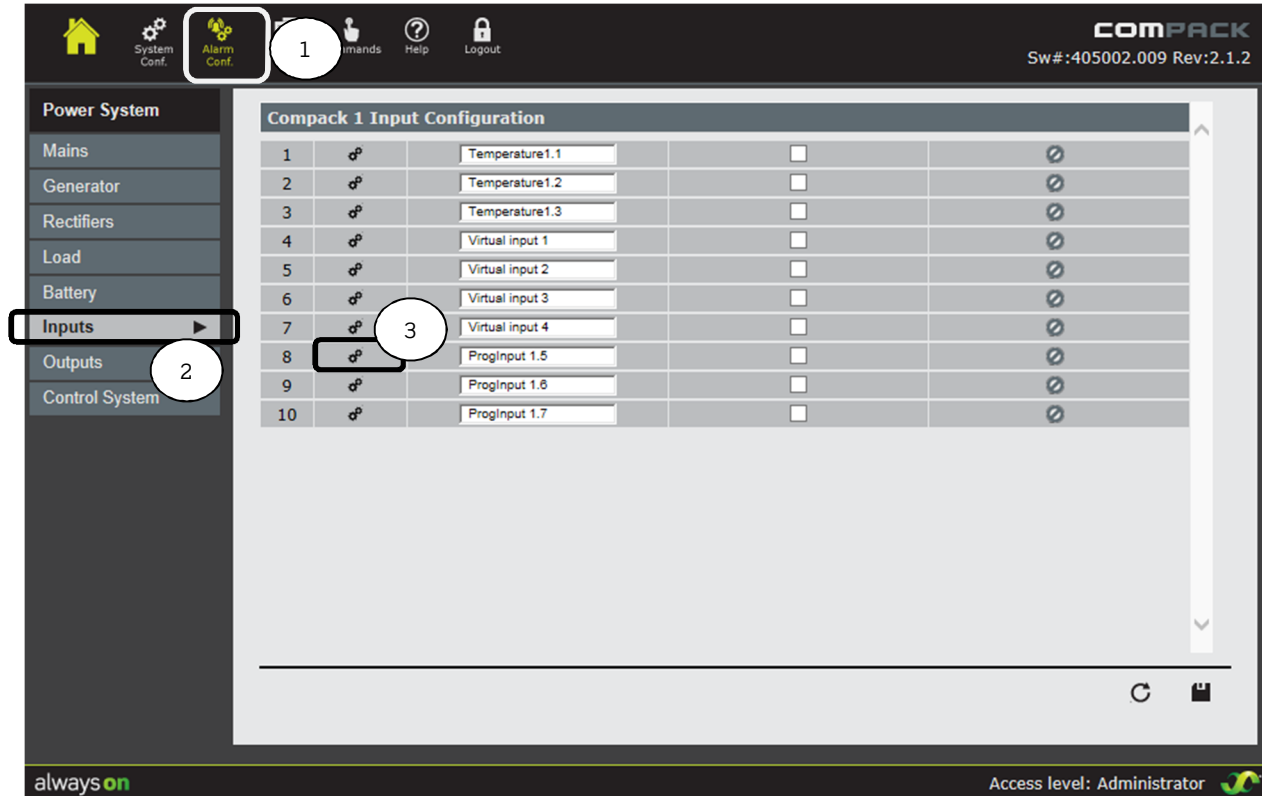 System
Conf.
Alarm
Conf.
1
mmands
Help
Logout
COMPACK
Sw#:405002.009 Rev:2.1.2
Power System
Mains
Generator
Rectifiers
Load
Battery
Inputs
Outputs
2
Control System
Compack 1 Input Configuration
1 Temperature1.1
2 Temperature1.2
3 Temperature1.3
4 Virtual input 1
5 Virtual input 2
6 Virtual input 3
7 Virtual input 4
3
8 ProgInput 1.5
9 ProgInput 1.6
10 ProgInput 1.7
alwayson
Access level: Administrator